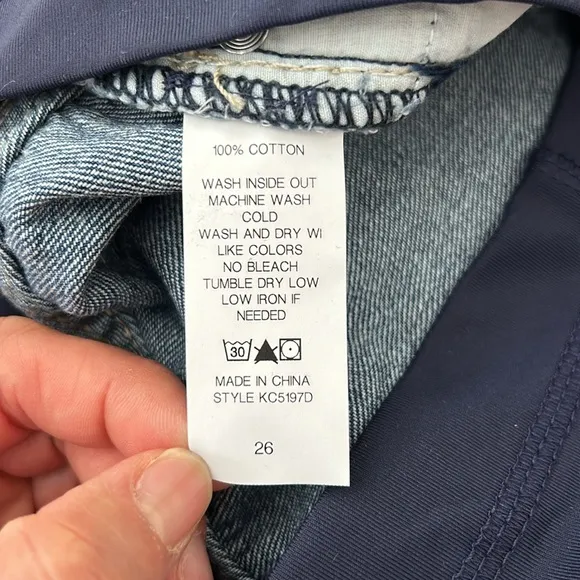 100% COTTON
WASH INSIDE OUT
MACHINE WASH
COLD
WASH AND DRY WI
LIKE COLORS
NO BLEACH
TUMBLE DRY LOW
LOW IRON IF
NEEDED
30
MADE IN CHINA
STYLE KC5197D
26